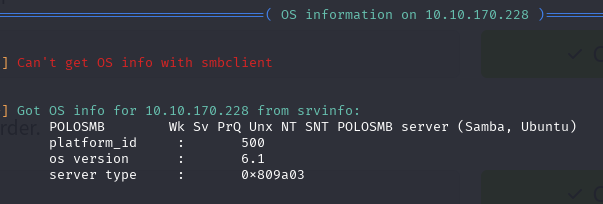 ( OS information on 10.10.170.228 )
] Can't get OS info with smbclient
] Got OS info for 10.10.170.228 from srvinfo:
POLOSMB        Wk Sv PrQ Unx NT SNT POLOSMB server (Samba, Ubuntu)
platform_id     :       500
os version      :       6.1
server type     :       0x809a03